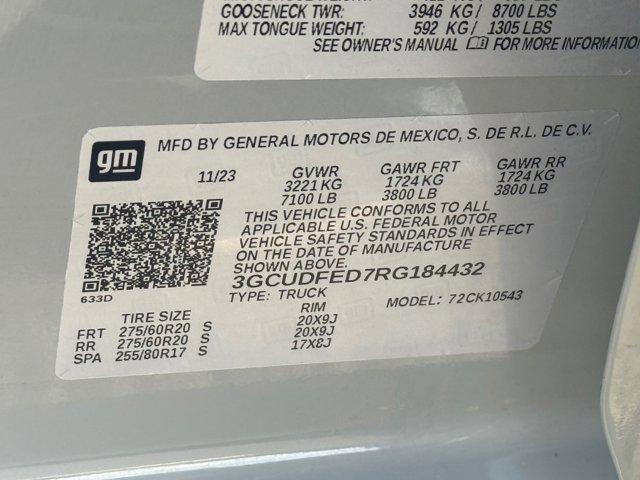 GOOSENECK TWR: 3946 KG/ 8700 LBS
MAX TONGUE WEIGHT: 592 KG/ 1305 LBS
SEE OWNER'S MANUAL FOR MORE INFORMATION
gm
MFD BY GENERAL MOTORS DE MEXICO, S. DE R.L. DE C.V.
11/23 GVWR GAWR FRT GAWR RR
3221 KG 1724 KG 1724 KG
7100 LB 3800 LB 3800 LB
THIS VEHICLE CONFORMS TO ALL
APPLICABLE U.S. FEDERAL MOTOR
VEHICLE SAFETY STANDARDS IN EFFECT
ON THE DATE OF MANUFACTURE
SHOWN ABOVE.
633D
3GCUDFED7RG184432
TYPE: TRUCK MODEL: 72CK10543
TIRE SIZE RIM
FRT 275/60R20 S 20X9J
RR 275/60R20 S 20X9J
SPA 255/80R17 S 17X8J